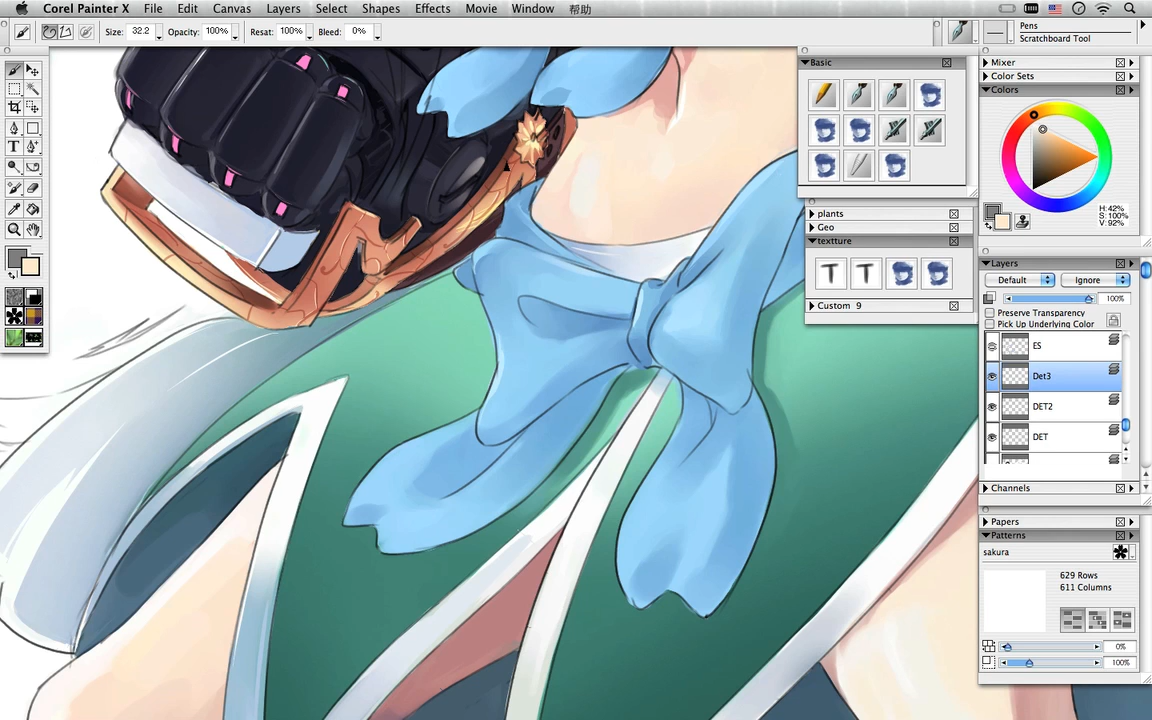 Corel Painter X File Edit Canvas Layers Select Shapes Effects Movie Window 帮助
Size: 32.2 Opacity: 100% Resat: 100% Bleed: 0%
Pens
Scratchboard Tool
Basic
plants
Geo
textture
T T
Custom 9
Mixer
Color Sets
Colors
H: 42%
S: 100%
V: 92%
Layers
Default Ignore
100%
Preserve Transparency
Pick Up Underlying Color
ES
Det3
DET2
DET
Channels
Papers
Patterns
sakura
629 Rows
611 Columns
0%
100%